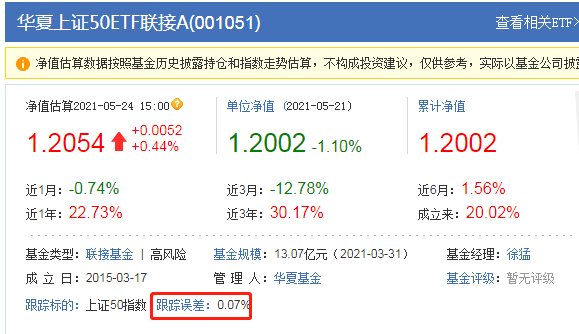 华夏上证50ETF联接A(001051) 查看相关ETF>
净值估算数据按照基金历史披露持仓和指数走势估算，不构成投资建议，仅供参考，实际以基金公司披
净值估算2021-05-24 15:00 单位净值 (2021-05-21) 累计净值
1.2054 +0.0052 +0.44% 1.2002 -1.10% 1.2002
近1月：-0.74% 近3月：-12.78% 近6月：1.56%
近1年：22.73% 近3年：30.17% 成立来：20.02%
基金类型：联接基金 | 高风险 基金规模：13.07亿元（2021-03-31） 基金经理：徐猛
成 立 日：2015-03-17 管 理 人：华夏基金 基金评级：暂无评级
跟踪标的：上证50指数 跟踪误差：0.07%